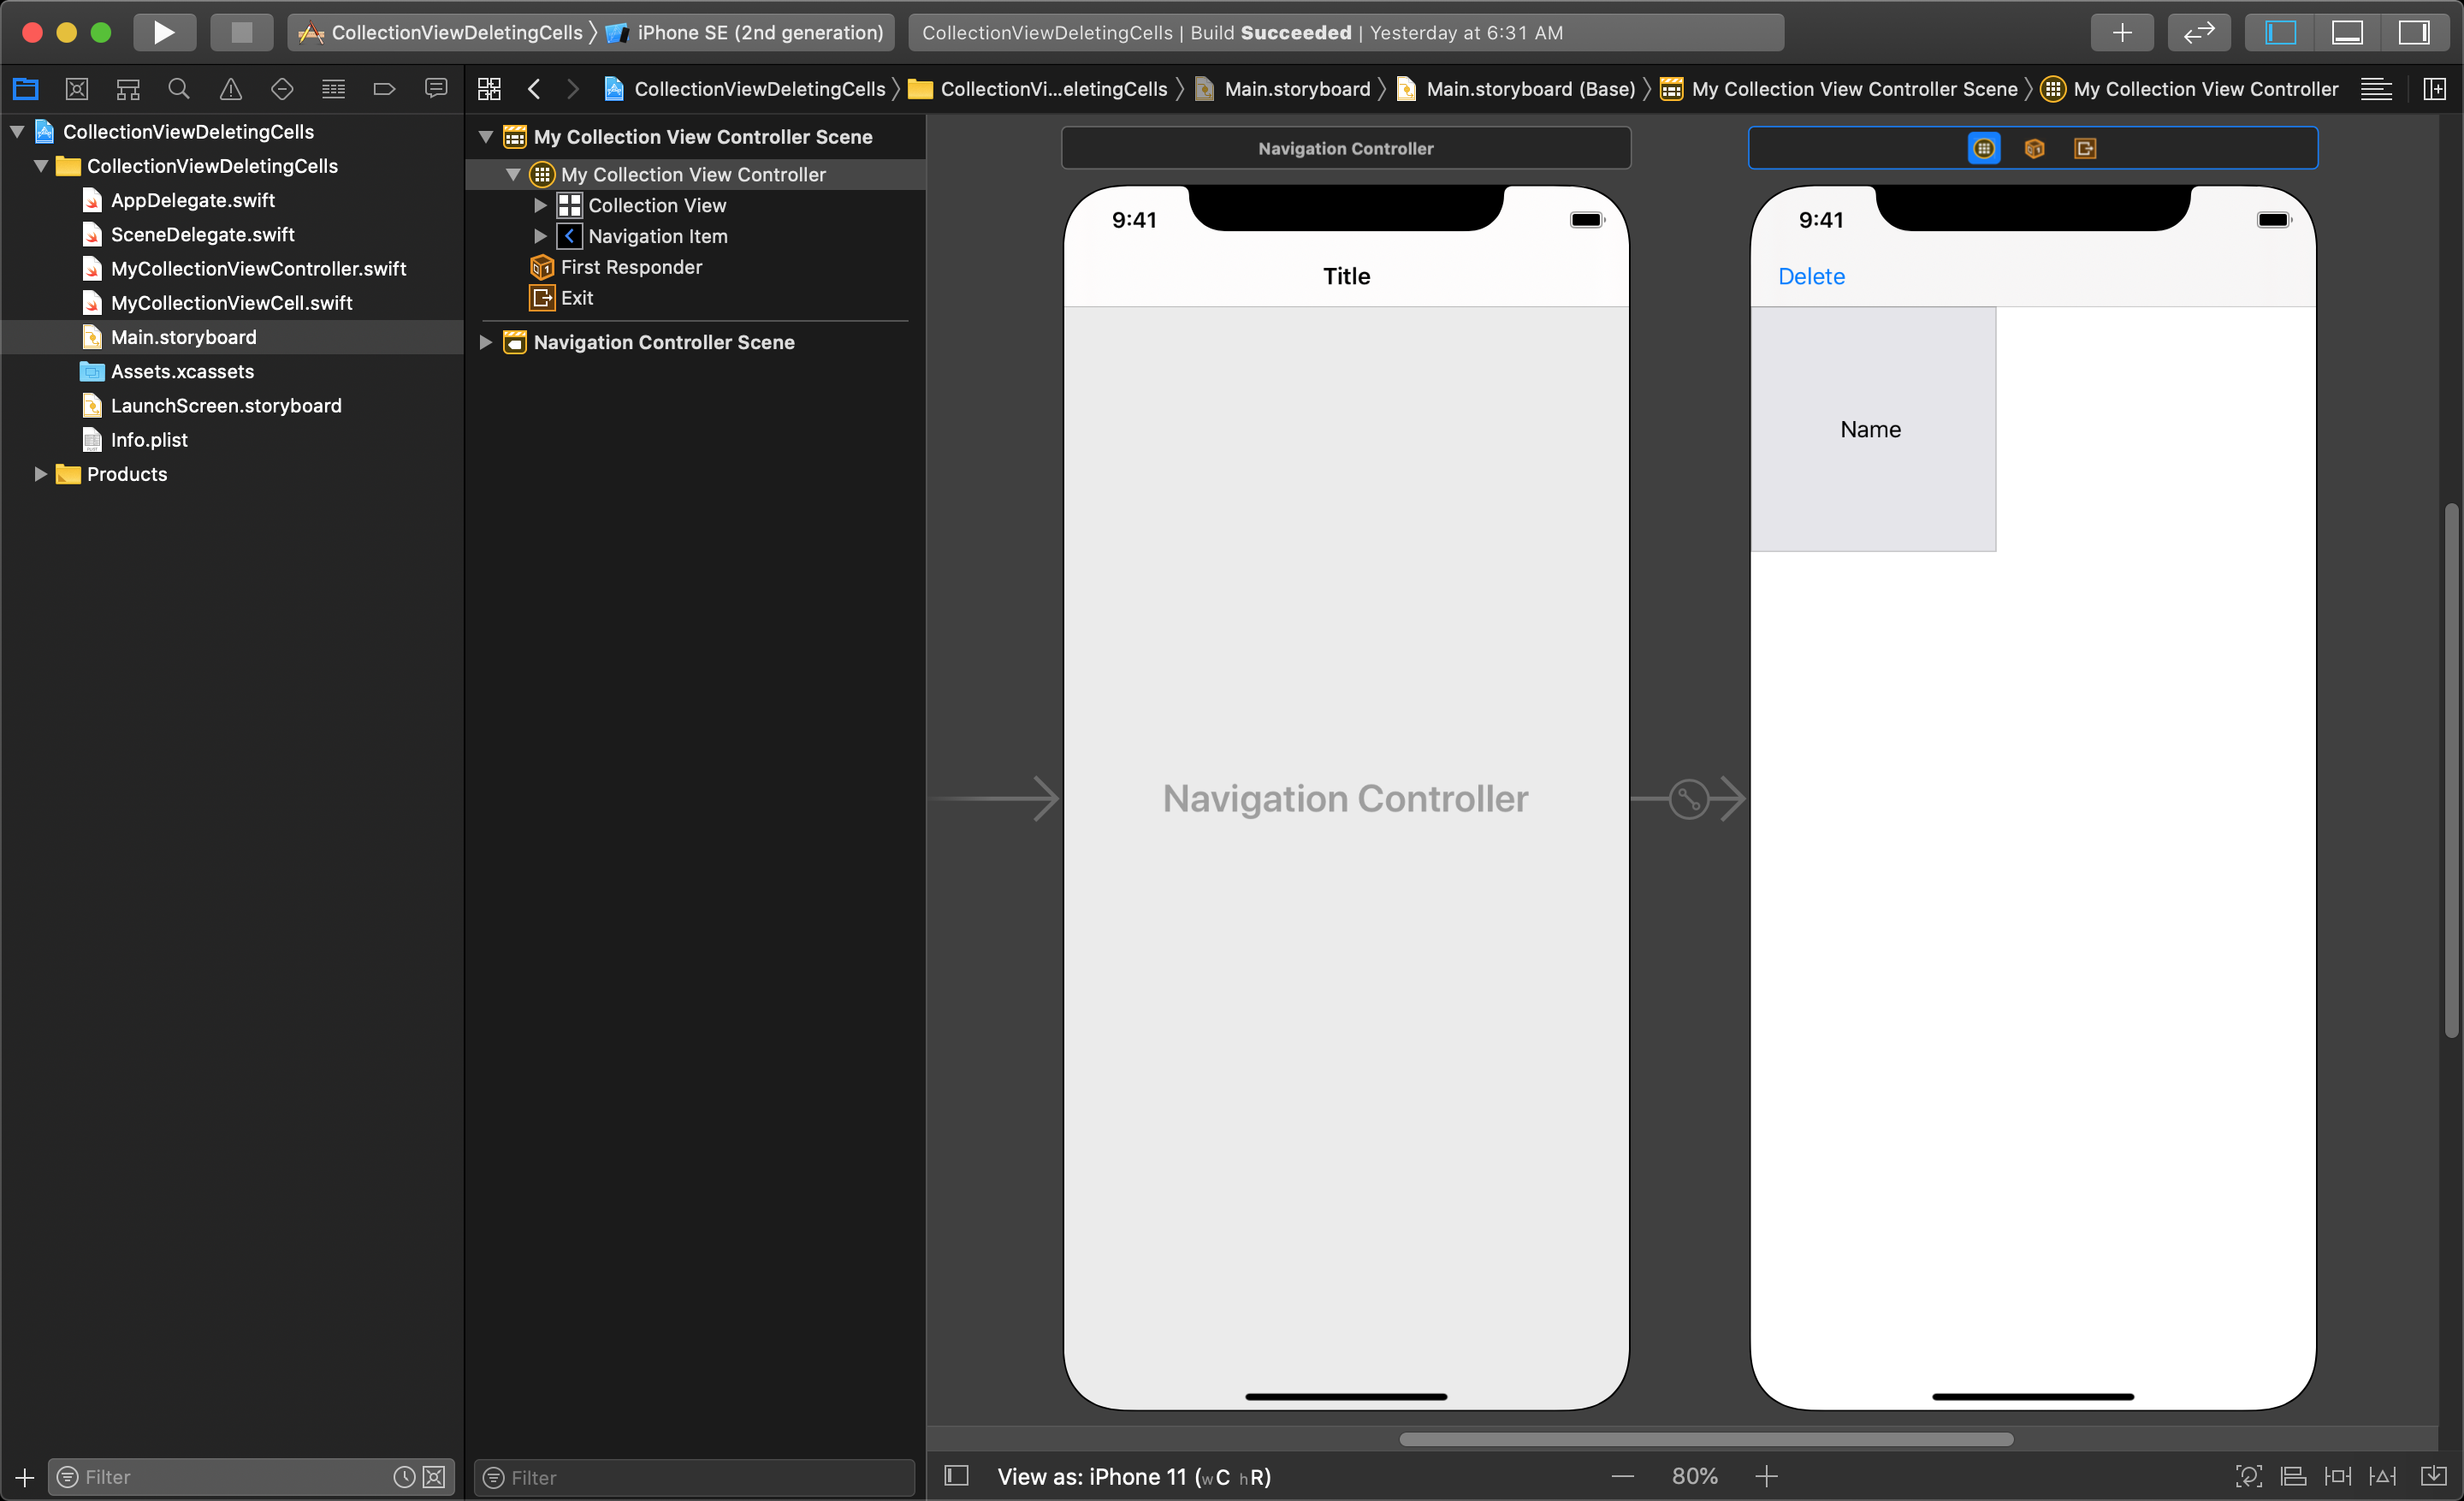 CollectionViewDeletingCells 〉 iPhone SE (2nd generation)
CollectionViewDeletingCells | Build Succeeded | Yesterday at 6:31 AM
CollectionViewDeletingCells 〉 CollectionVi...eletingCells 〉 Main.storyboard 〉 Main.storyboard (Base) 〉 My Collection View Controller Scene 〉 My Collection View Controller
CollectionViewDeletingCells
CollectionViewDeletingCells
AppDelegate.swift
SceneDelegate.swift
MyCollectionViewController.swift
MyCollectionViewCell.swift
Main.storyboard
Assets.xcassets
LaunchScreen.storyboard
Info.plist
Products
Filter
My Collection View Controller Scene
My Collection View Controller
Collection View
Navigation Item
First Responder
Exit
Navigation Controller Scene
Filter
Navigation Controller
9:41
Title
Navigation Controller
9:41
Delete
Name
View as: iPhone 11 (wC hR)
80%